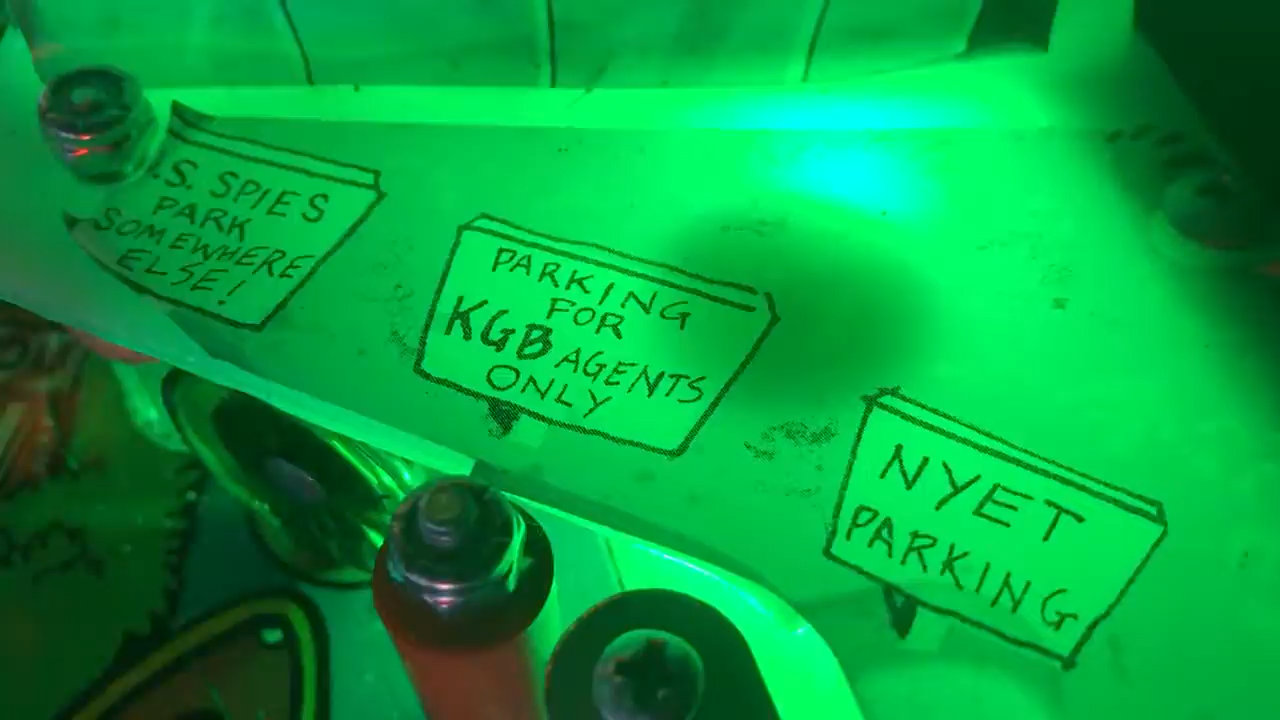 .S. SPIES
PARK
SOMEWHERE
ELSE!
PARKING
FOR
KGB AGENTS
ONLY
NYET
PARKING